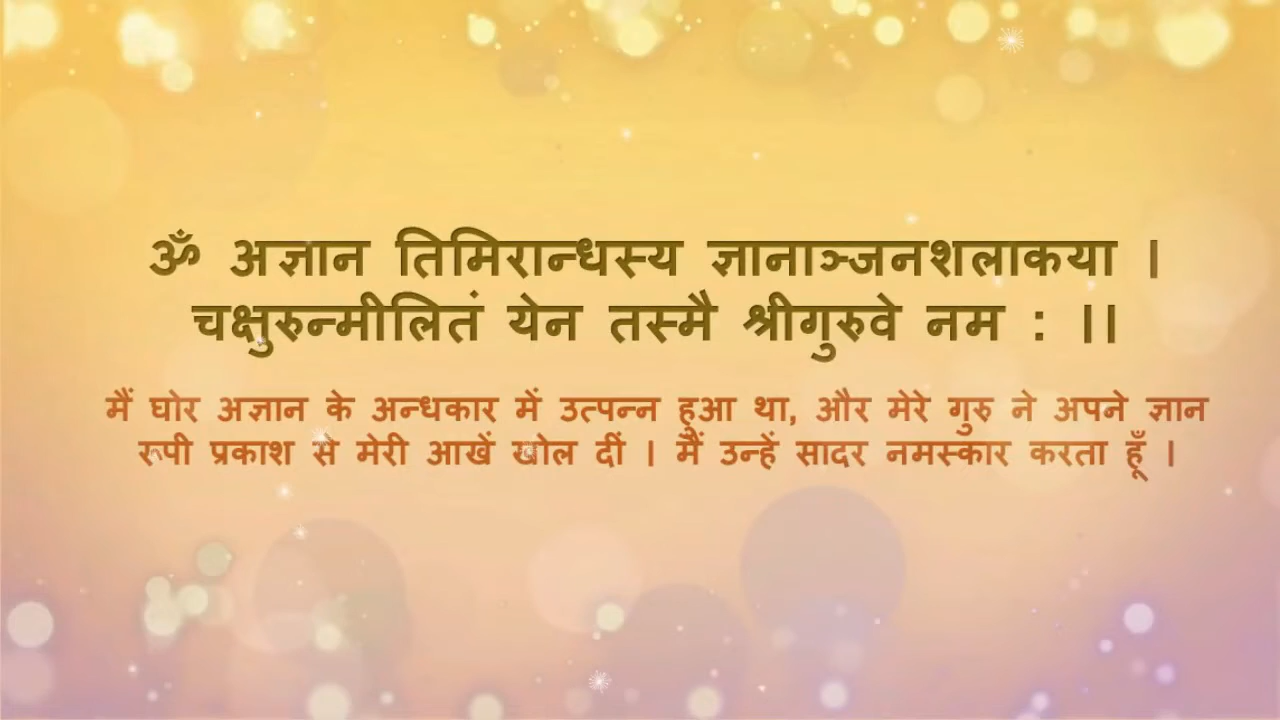 ॐ अज्ञान तिमिरान्धस्य ज्ञानाञ्जनशलाकया ।
चक्षुरुन्मीलितं येन तस्मै श्रीगुरुवे नम : ।।
मैं घोर अज्ञान के अन्धकार में उत्पन्न हुआ था, और मेरे गुरु ने अपने ज्ञान
रुपी प्रकाश से मेरी आखें खोल दीं । मैं उन्हें सादर नमस्कार करता हूँ ।